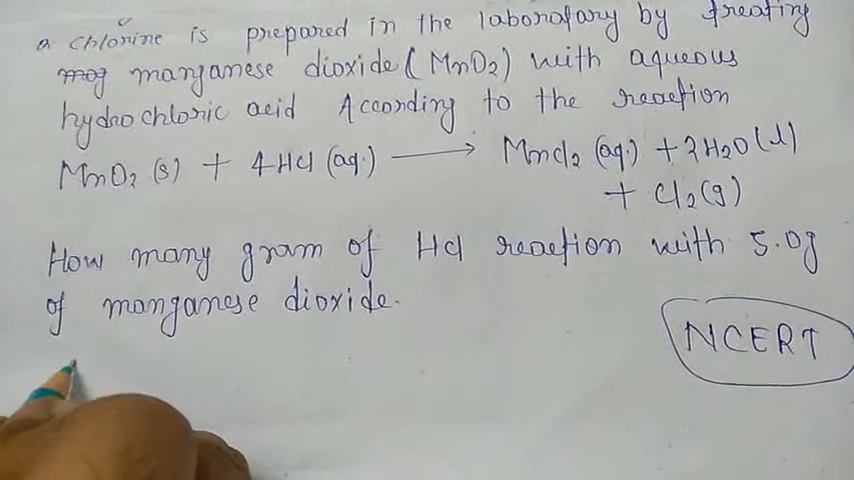 a chlorine is prepared in the laborafary by treating
mog manganese dioxide (MnO2) with aqueous
hydrochloric acid According to the reaction
MnO2 (s) + 4HCl (aq.) → Mncl2 (aq.) + 2H2O(l)
+ Cl2(g)
How many gram of HCl reaction with 5.0g
of manganese dioxide.
NCERT